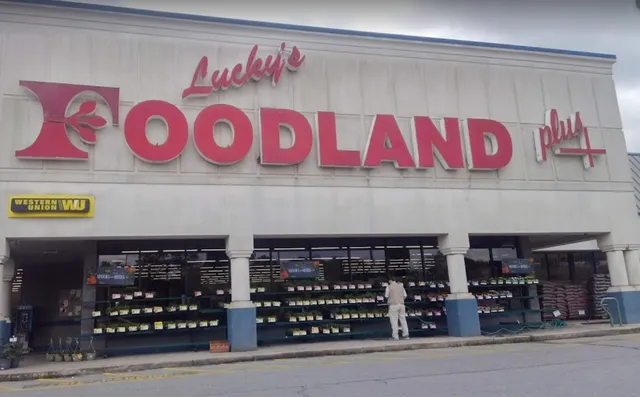 Lucky's
FOODLAND plus
WESTERN
UNION WU